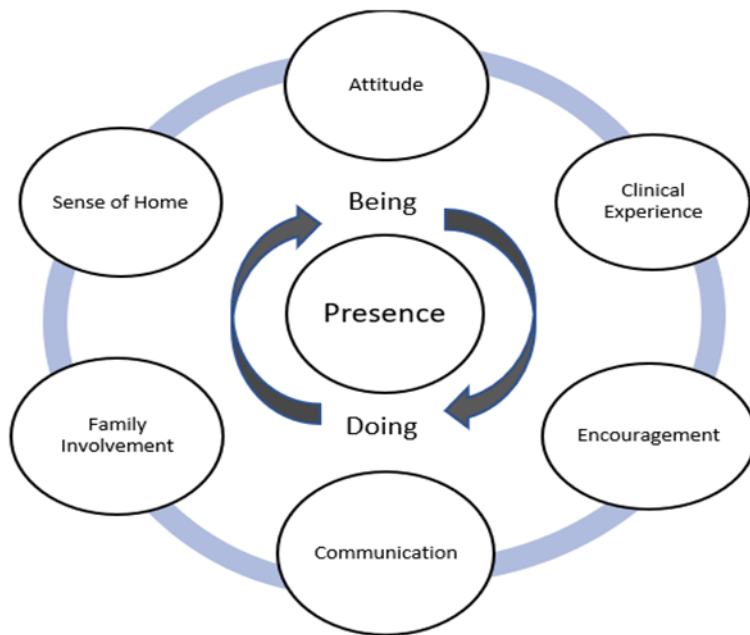 Attitude
Sense of Home
Clinical
Experience
Being
Presence
Doing
Family
Involvement
Encouragement
Communication